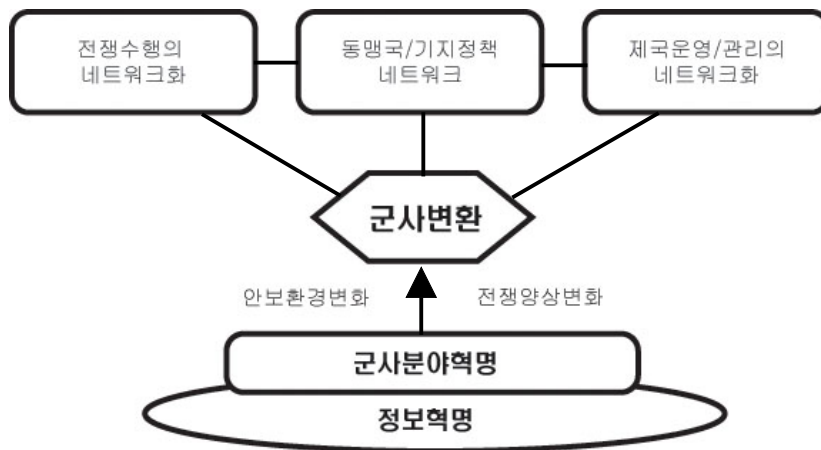 전쟁수행의
네트워크화
동맹국/기지정책
네트워크
제국운영/관리의
네트워크화
군사변환
안보환경변화
전쟁양상변화
군사분야혁명
정보혁명